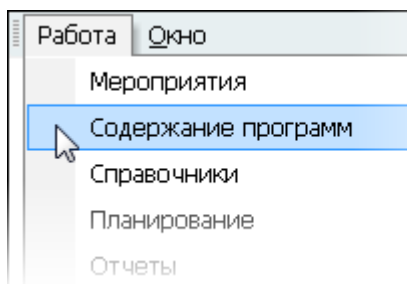 Работа Окно
Мероприятия
Содержание программ
Справочники
Планирование
Отчеты